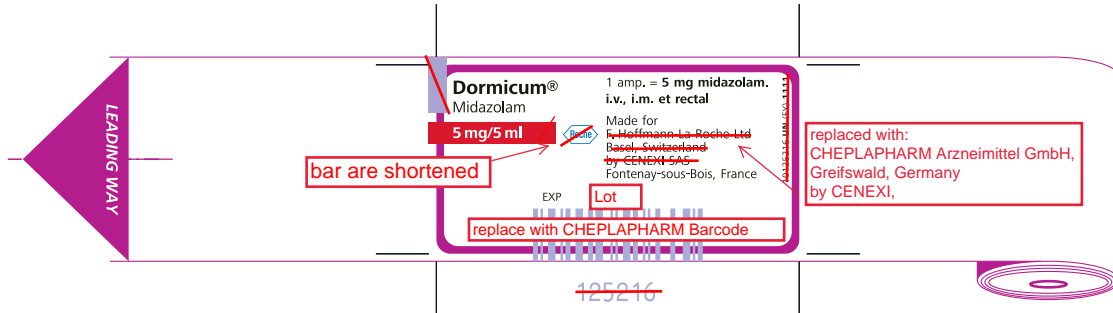 LEADING WAY
Dormicum®
Midazolam
5 mg/5 ml
Roche
bar are shortened
1 amp. = 5 mg midazolam.
i.v., i.m. et rectal
Made for
F. Hoffmann-La Roche Ltd
Basel, Switzerland
by CENEXI SAS
Fontenay-sous-Bois, France
EXP
Lot
replace with CHEPLAPHARM Barcode
125216
1111
replaced with:
CHEPLAPHARM Arzneimittel GmbH,
Greifswald, Germany
by CENEXI,